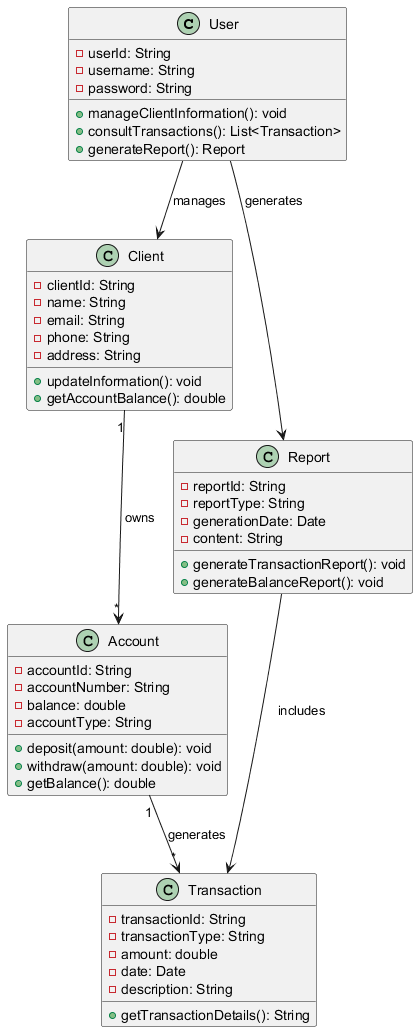 C User
userId: String
username: String
password: String
manageClientInformation(): void
consultTransactions(): List<Transaction>
generateReport(): Report
manages
generates
C Client
clientId: String
name: String
email: String
phone: String
address: String
updateInformation(): void
getAccountBalance(): double
1
owns
*
C Report
reportId: String
reportType: String
generationDate: Date
content: String
generateTransactionReport(): void
generateBalanceReport(): void
includes
C Account
accountId: String
accountNumber: String
balance: double
accountType: String
deposit(amount: double): void
withdraw(amount: double): void
getBalance(): double
1
generates
*
C Transaction
transactionId: String
transactionType: String
amount: double
date: Date
description: String
getTransactionDetails(): String